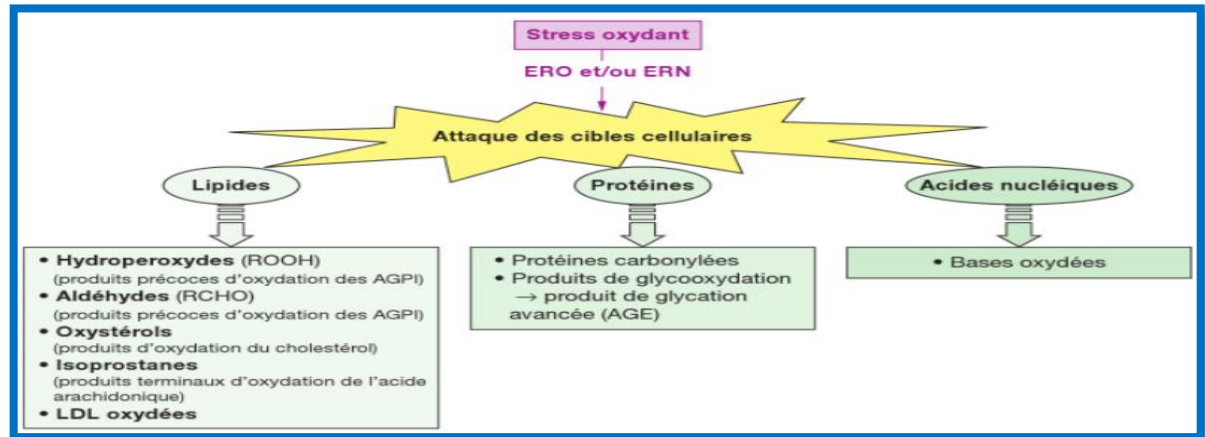 Stress oxydant
ERO et/ou ERN
Attaque des cibles cellulaires
Lipides
Protéines
Acides nucléiques
• Hydroperoxydes (ROOH)
(produits précoces d'oxydation des AGPI)
• Aldéhydes (RCHO)
(produits précoces d'oxydation des AGPI)
• Oxystérols
(produits d'oxydation du cholestérol)
• Isoprostanes
(produits terminaux d'oxydation de l'acide
arachidonique)
• LDL oxydées
• Protéines carbonylées
• Produits de glycooxydation
→ produit de glycation
avancée (AGE)
• Bases oxydées